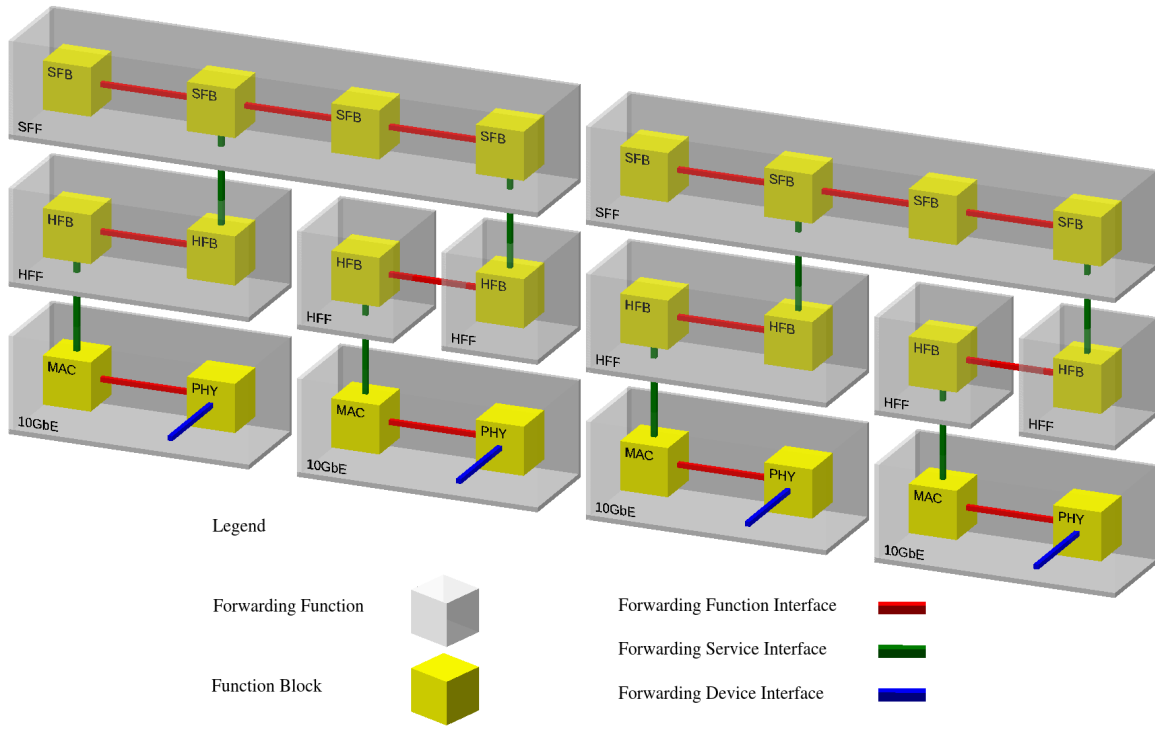 SFB
SFB
SFB
SFB
SFF
SFB
SFB
SFB
SFB
SFF
HFB
HFB
HFF
HFB
HFF
HFB
HFF
HFB
HFB
HFF
HFB
HFF
HFB
HFF
MAC
PHY
10GbE
MAC
PHY
10GbE
MAC
PHY
10GbE
MAC
PHY
10GbE
Legend
Forwarding Function
Function Block
Forwarding Function Interface
Forwarding Service Interface
Forwarding Device Interface